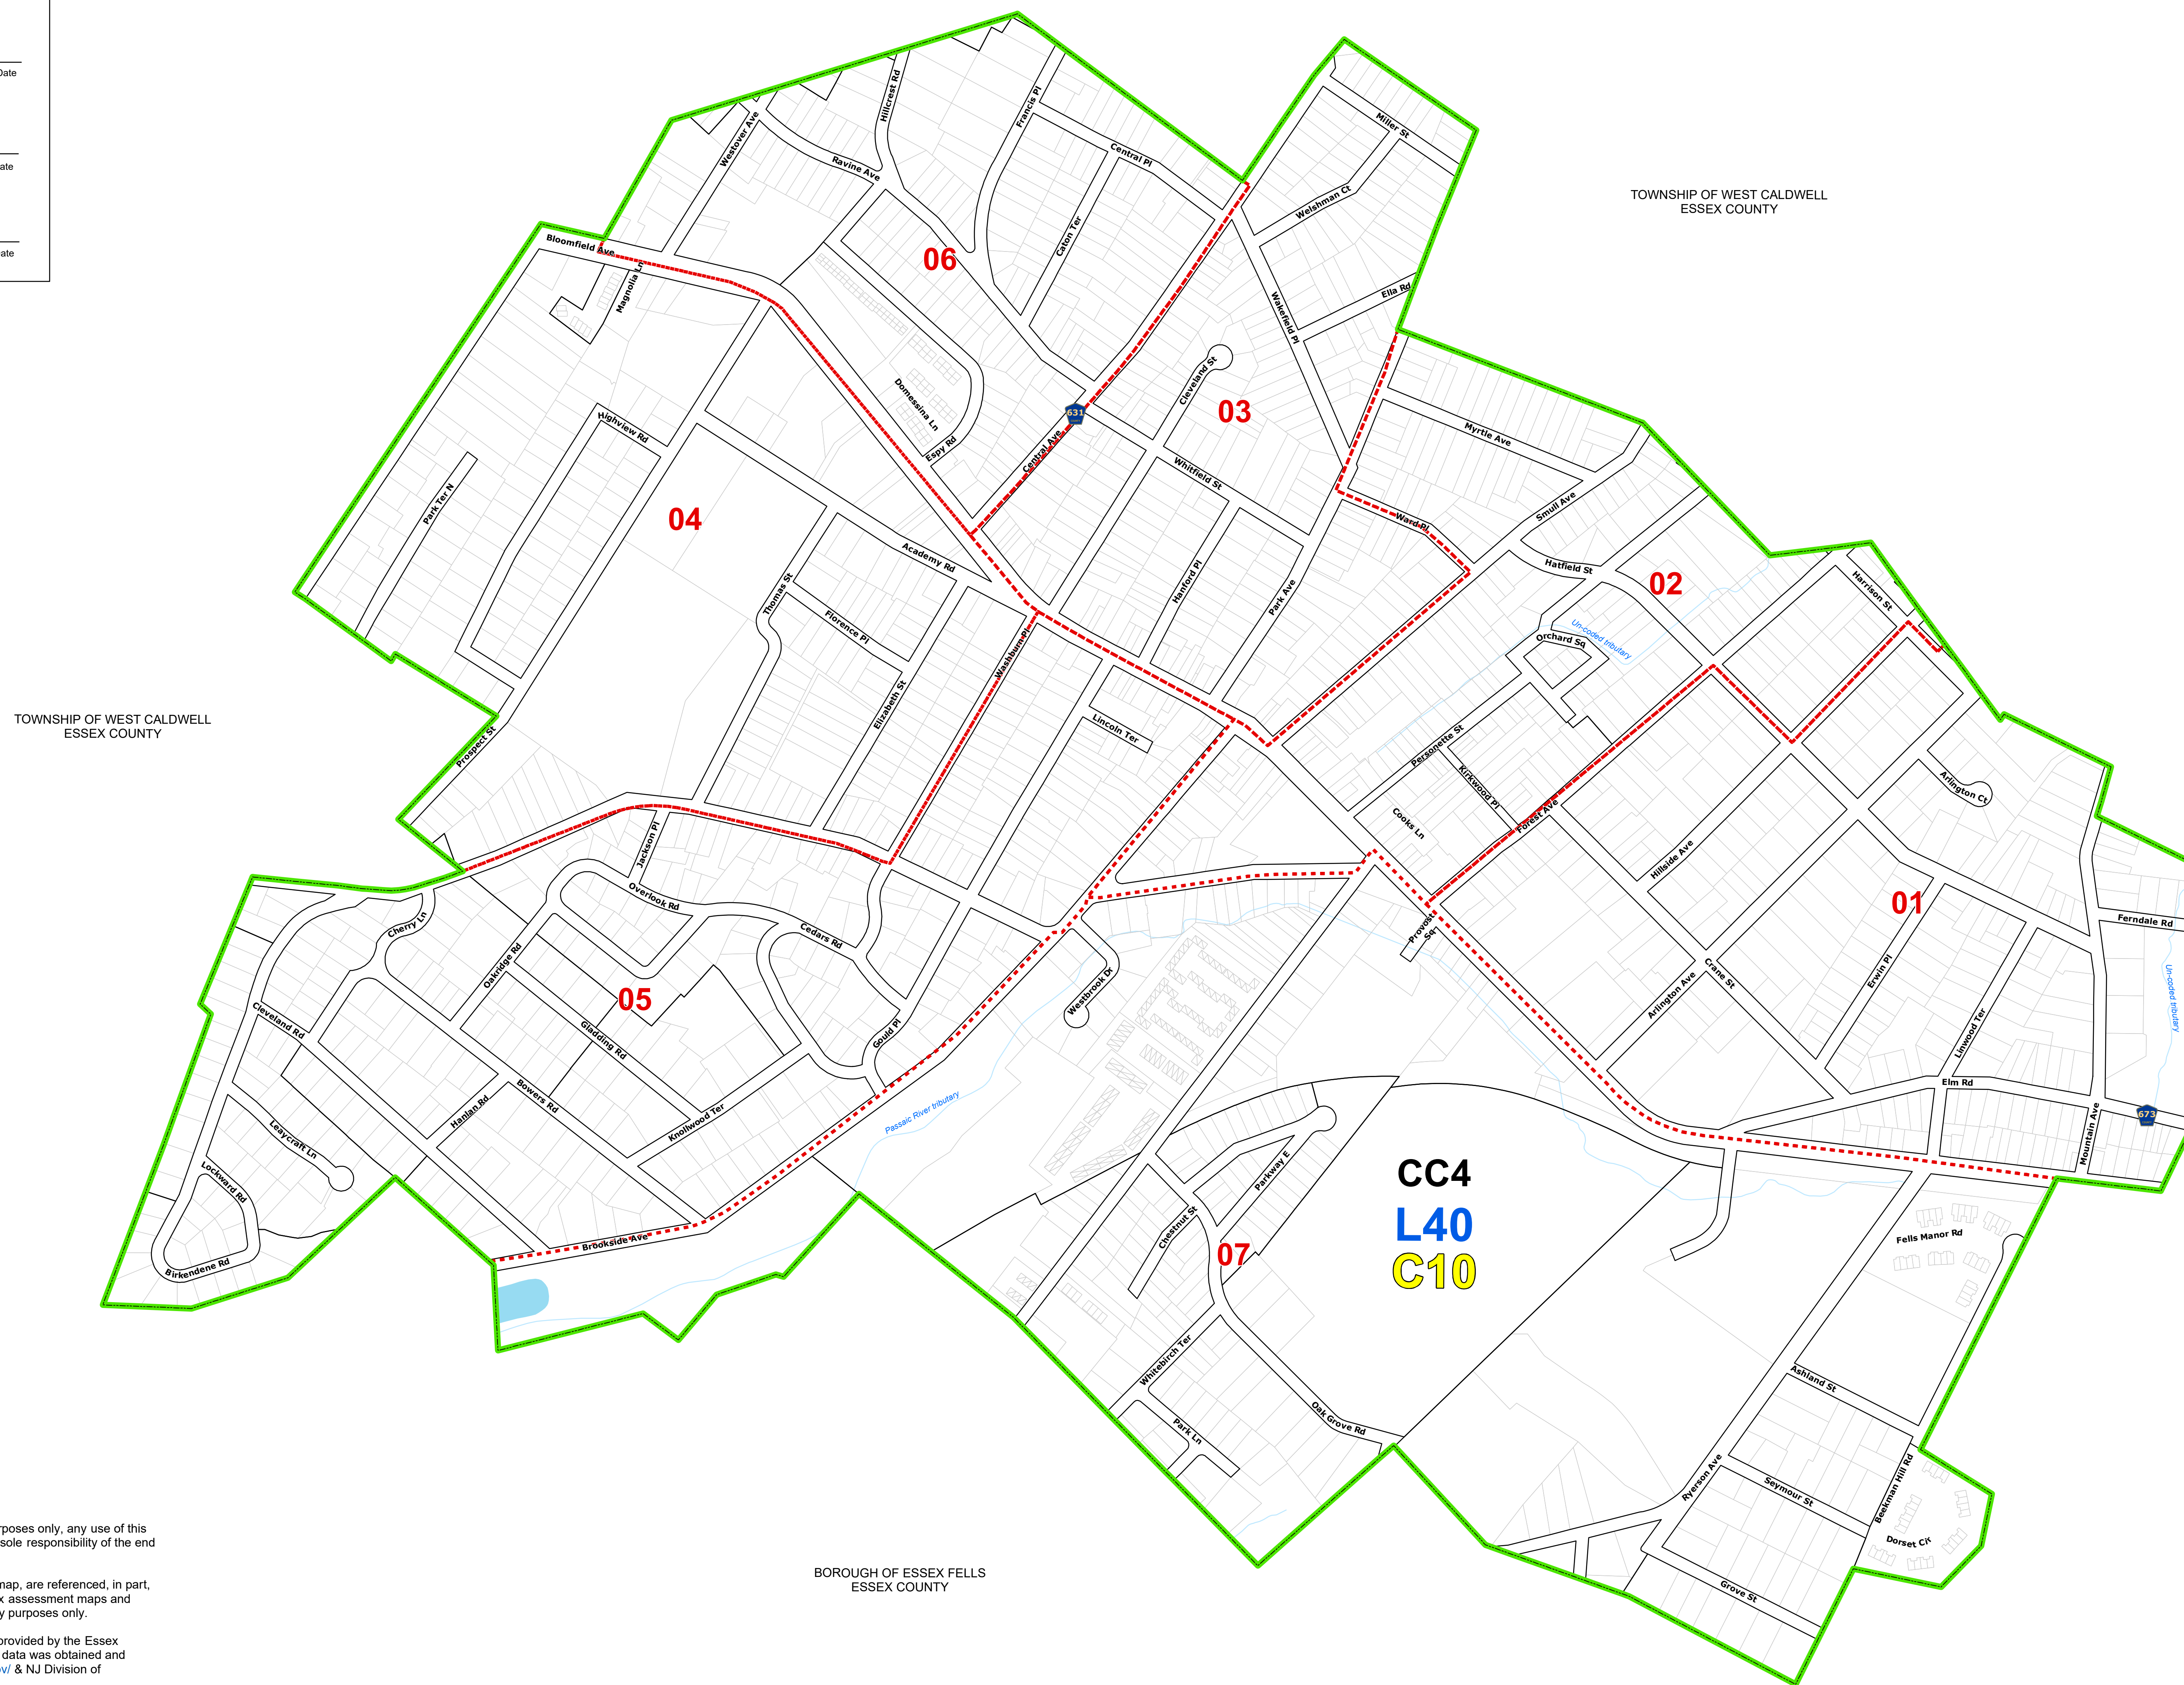 Date
ate
ate
TOWNSHIP OF WEST CALDWELL
ESSEX COUNTY
Hillcrest Rd
Francis Pl
Westover Ave
Ravine Ave
Central Pl
Miller St
Welshman Ct
Caton Ter
Bloomfield Ave
Magnolia Ln
06
Ella Rd
Wakefield Pl
Cleveland St
Domessina Ln
Espy Rd
631
Central Ave
03
Highview Rd
Park Ter N
04
Whitfield St
Myrtle Ave
Smull Ave
Ward Pl
Academy Rd
Thomas St
Florence Pl
Hanford Pl
Park Ave
Hatfield St
02
Harrison St
Orchard Sq
Un-coded tributary
Washburn Pl
Elizabeth St
Lincoln Ter
TOWNSHIP OF WEST CALDWELL
ESSEX COUNTY
Prospect St
Personette St
Kirkwood Pl
Cooks Ln
Forest Ave
Arlington Ct
Jackson Pl
Hillside Ave
01
Overlook Rd
Cherry Ln
Cedars Rd
Provost
Sq
Ferndale Rd
Oakridge Rd
05
Westbrook Dr
Crane St
Arlington Ave
Erwin Pl
Un-coded tributary
Cleveland Rd
Gladding Rd
Gould Pl
Linwood Ter
Elm Rd
673
Mountain Ave
Bowers Rd
Hanlan Rd
Knollwood Ter
Passaic River tributary
Leaycraft Ln
Lockward Rd
Parkway E
Chestnut St
CC4
L40
C10
07
Brookside Ave
Birkendene Rd
Fells Manor Rd
Whitebirch Ter
Park Ln
Oak Grove Rd
Ashland St
Ryerson Ave
Seymour St
Beekman Hill Rd
Dorset Cir
Grove St
BOROUGH OF ESSEX FELLS
ESSEX COUNTY
rposes only, any use of this
sole responsibility of the end
map, are referenced, in part,
x assessment maps and
y purposes only.
provided by the Essex
data was obtained and
ov/ & NJ Division of